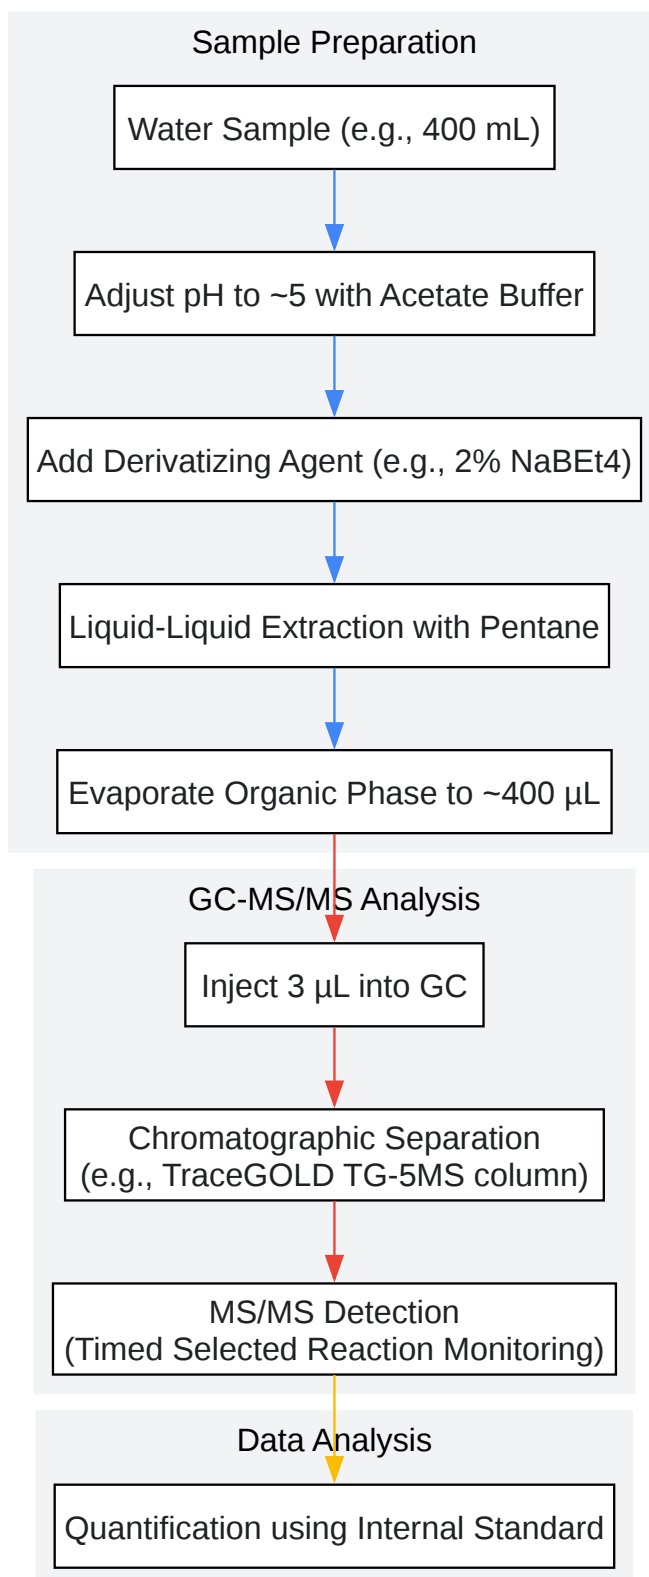 Sample Preparation
Water Sample (e.g., 400 mL)
Adjust pH to ~5 with Acetate Buffer
Add Derivatizing Agent (e.g., 2% NaBEt4)
Liquid-Liquid Extraction with Pentane
Evaporate Organic Phase to ~400 µL
GC-MS/MS Analysis
Inject 3 µL into GC
Chromatographic Separation
(e.g., TraceGOLD TG-5MS column)
MS/MS Detection
(Timed Selected Reaction Monitoring)
Data Analysis
Quantification using Internal Standard